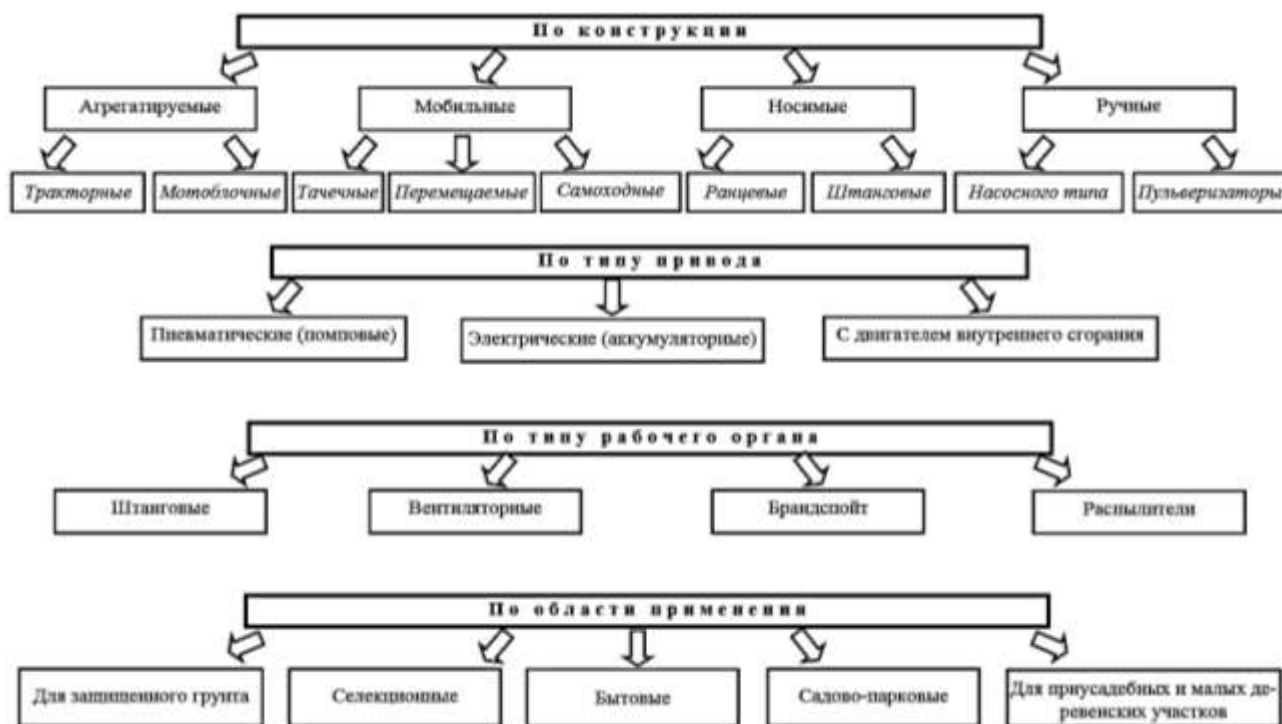 По конструкции
Агрегатируемые
Мобильные
Носимые
Ручные
Тракторные
Мотоблочные
Тачечные
Перемещаемые
Самоходные
Ранцевые
Штанговые
Насосного типа
Пульверизаторы
По типу привода
Пневматические (помповые)
Электрические (аккумуляторные)
С двигателем внутреннего сгорания
По типу рабочего органа
Штанговые
Вентиляторные
Брандспойт
Распылители
По области применения
Для защищенного грунта
Селекционные
Бытовые
Садово-парковые
Для приусадебных и малых де-
ревенских участков